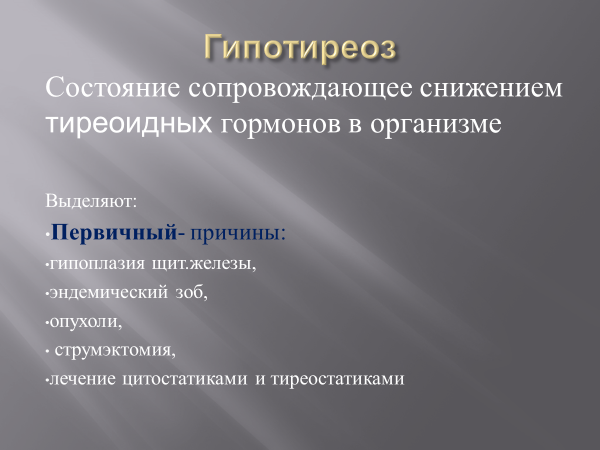 Гипотиреоз
Состояние сопровождающее снижением
тиреоидных гормонов в организме
Выделяют:
•Первичный- причины:
•гипоплазия щит.железы,
•эндемический зоб,
•опухоли,
• струмэктомия,
•лечение цитостатиками и тиреостатиками